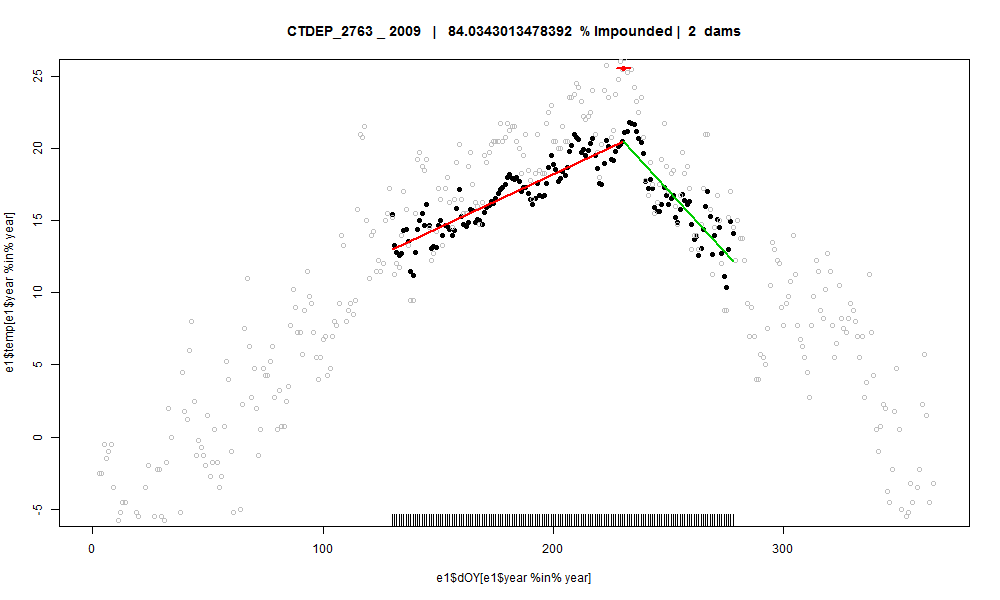 CTDEP_2763 _ 2009 | 84.0343013478392 % Impounded | 2 dams
e1$temp[e1$year %in% year]
25
20
15
10
5
0
-5
0 100 200 300
e1$dOY[e1$year %in% year]